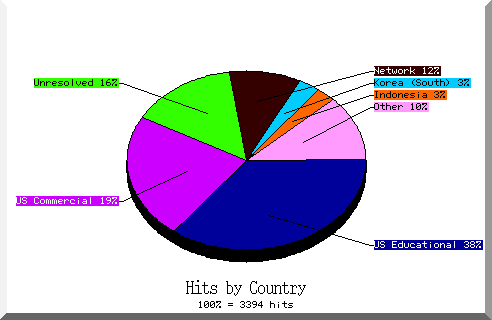 Network 12%
Unresolved 16%
Korea (South) 3%
Indonesia 3%
Other 10%
US Commercial 19%
US Educational 38%
Hits by Country
100% = 3394 hits